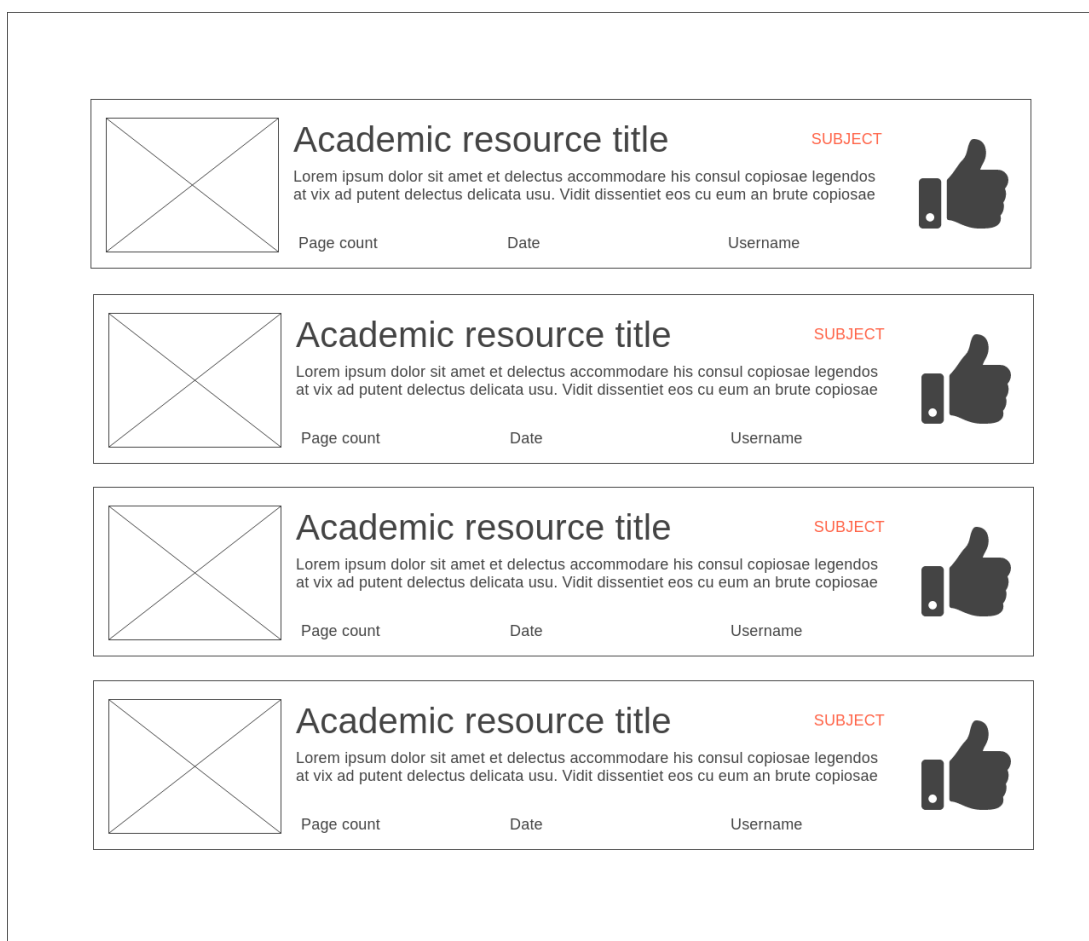 Academic resource title
SUBJECT
Lorem ipsum dolor sit amet et delectus accommodare his consul copiosae legendos
at vix ad putent delectus delicata usu. Vidit dissentiet eos cu eum an brute copiosae
Page count
Date
Username
Academic resource title
SUBJECT
Lorem ipsum dolor sit amet et delectus accommodare his consul copiosae legendos
at vix ad putent delectus delicata usu. Vidit dissentiet eos cu eum an brute copiosae
Page count
Date
Username
Academic resource title
SUBJECT
Lorem ipsum dolor sit amet et delectus accommodare his consul copiosae legendos
at vix ad putent delectus delicata usu. Vidit dissentiet eos cu eum an brute copiosae
Page count
Date
Username
Academic resource title
SUBJECT
Lorem ipsum dolor sit amet et delectus accommodare his consul copiosae legendos
at vix ad putent delectus delicata usu. Vidit dissentiet eos cu eum an brute copiosae
Page count
Date
Username